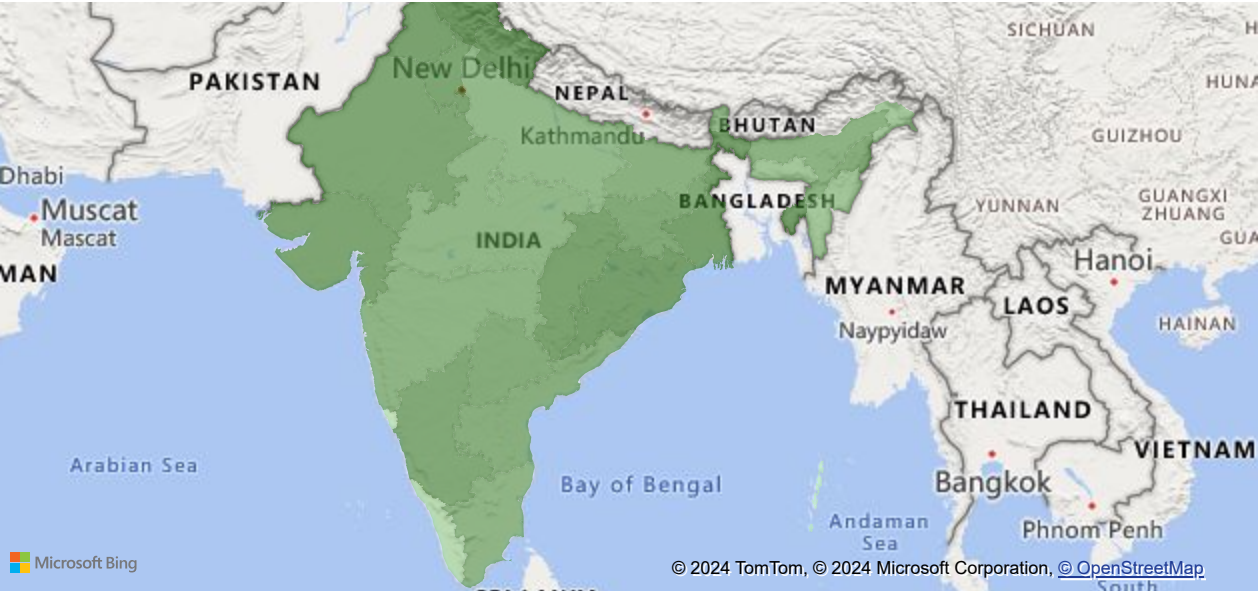 SICHUAN
H
New Delhi
PAKISTAN
NEPAL
HUNA
BHUTAN
Kathmandu
GUIZHOU
Dhabi
BANGLADESH
GUANGXI
ZHUANG
YUNNAN
Muscat
Mascat
INDIA
GUA
Hanoi
MAN
MYANMAR
LAOS
HAINAN
Naypyidaw
THAILAND
VIETNAM
Arabian Sea
Bay of Bengal
Bangkok
Andaman
Sea
Phnom Penh
Microsoft Bing
© 2024 TomTom, © 2024 Microsoft Corporation, © OpenStreetMap
South